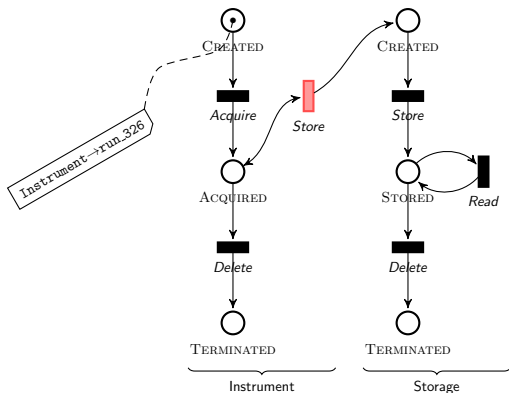 CREATED
CREATED
Acquire
Store
Store
Instrument→run_326
ACQUIRED
STORED
Read
Delete
Delete
TERMINATED
TERMINATED
Instrument
Storage